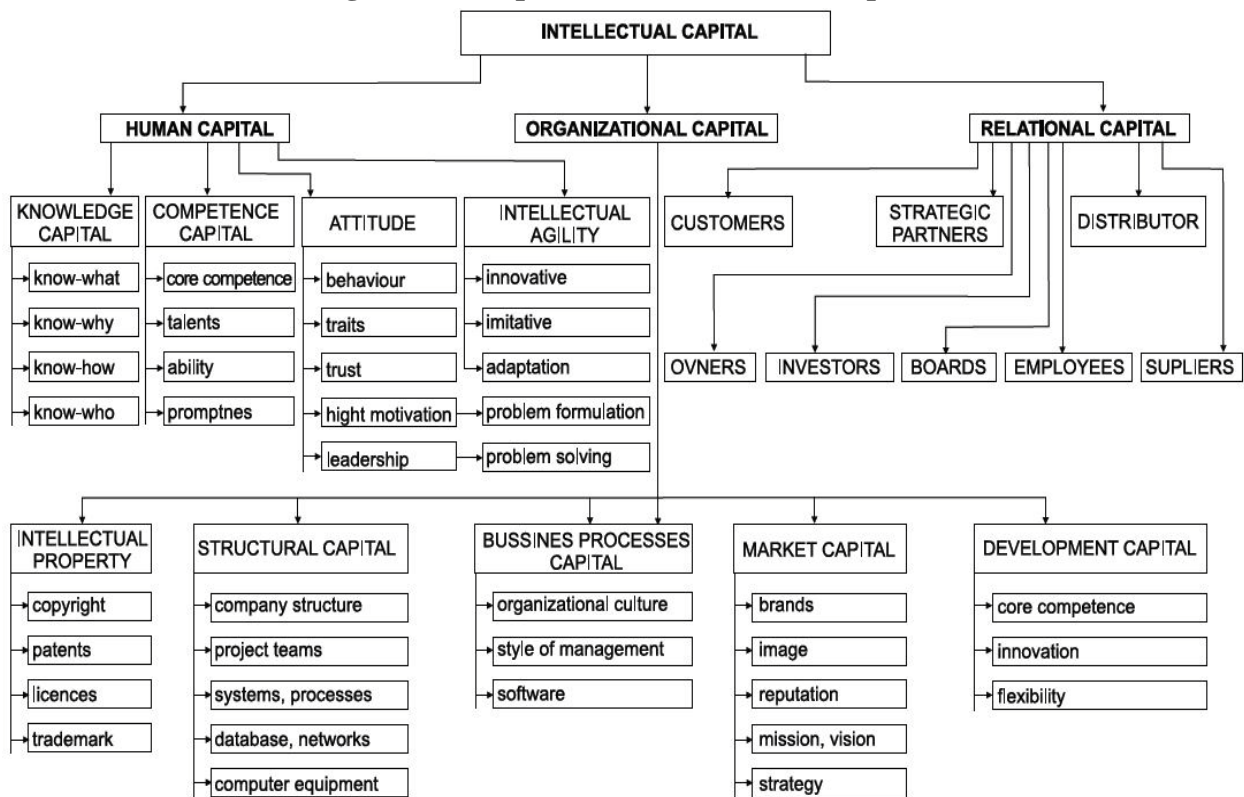 INTELLECTUAL CAPITAL
HUMAN CAPITAL
ORGANIZATIONAL CAPITAL
RELATIONAL CAPITAL
KNOWLEDGE
CAPITAL
know-what
know-why
know-how
know-who
COMPETENCE
CAPITAL
core competence
talents
ability
promptnes
ATTITUDE
behaviour
traits
trust
hight motivation
leadership
INTELLECTUAL
AGILITY
innovative
imitative
adaptation
problem formulation
problem solving
CUSTOMERS
STRATEGIC
PARTNERS
DISTRIBUTOR
OVNERS
INVESTORS
BOARDS
EMPLOYEES
SUPLIERS
INTELLECTUAL
PROPERTY
copyright
patents
licences
trademark
STRUCTURAL CAPITAL
company structure
project teams
systems, processes
database, networks
computer equipment
BUSSINES PROCESSES
CAPITAL
organizational culture
style of management
software
MARKET CAPITAL
brands
image
reputation
mission, vision
strategy
DEVELOPMENT CAPITAL
core competence
innovation
flexibility